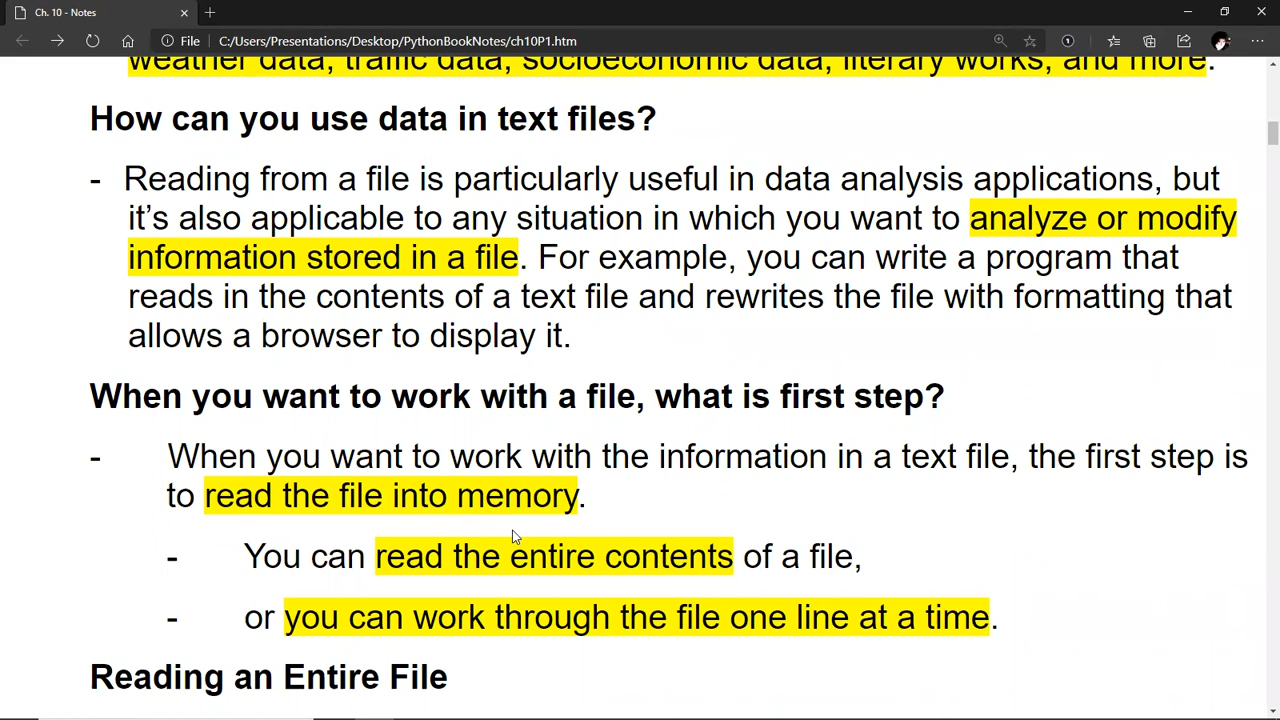 Ch. 10 - Notes
File
C:/Users/Presentations/Desktop/PythonBookNotes/ch10P1.htm
weather data, traffic data, socioeconomic data, literary works, and more.
How can you use data in text files?
- Reading from a file is particularly useful in data analysis applications, but
it’s also applicable to any situation in which you want to analyze or modify
information stored in a file. For example, you can write a program that
reads in the contents of a text file and rewrites the file with formatting that
allows a browser to display it.
When you want to work with a file, what is first step?
- When you want to work with the information in a text file, the first step is
to read the file into memory.
- You can read the entire contents of a file,
- or you can work through the file one line at a time.
Reading an Entire File